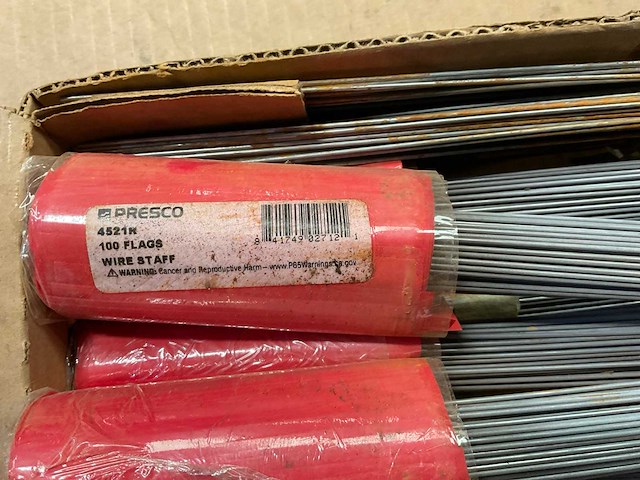 PRESCO
4521R
100 FLAGS
WIRE STAFF
WARNING: Cancer and Reproductive Harm – www.P65Warnings.ca.gov
8 41749 02712 1